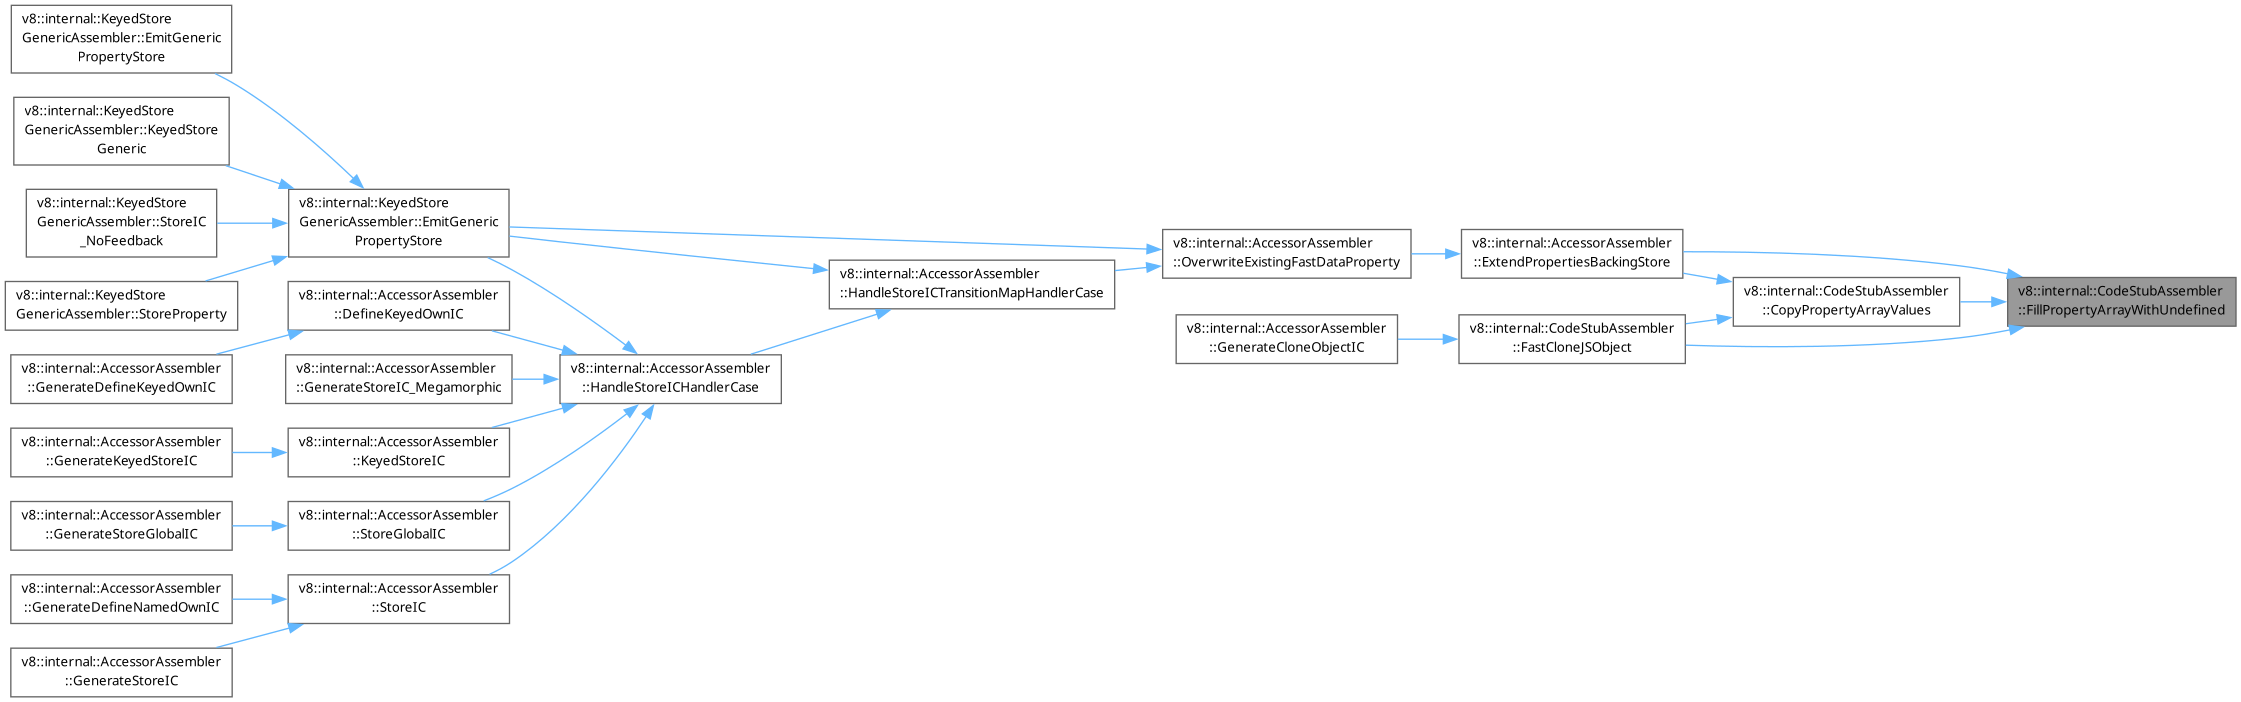 v8::internal::KeyedStore
GenericAssembler::EmitGeneric
PropertyStore
v8::internal::KeyedStore
GenericAssembler::KeyedStore
Generic
v8::internal::KeyedStore
GenericAssembler::StoreIC
_NoFeedback
v8::internal::KeyedStore
GenericAssembler::StoreProperty
v8::internal::AccessorAssembler
::GenerateDefineKeyedOwnIC
v8::internal::AccessorAssembler
::GenerateKeyedStoreIC
v8::internal::AccessorAssembler
::GenerateStoreGlobalIC
v8::internal::AccessorAssembler
::GenerateDefineNamedOwnIC
v8::internal::AccessorAssembler
::GenerateStoreIC
v8::internal::KeyedStore
GenericAssembler::EmitGeneric
PropertyStore
v8::internal::AccessorAssembler
::DefineKeyedOwnIC
v8::internal::AccessorAssembler
::GenerateStoreIC_Megamorphic
v8::internal::AccessorAssembler
::KeyedStoreIC
v8::internal::AccessorAssembler
::StoreGlobalIC
v8::internal::AccessorAssembler
::StoreIC
v8::internal::AccessorAssembler
::HandleStoreICHandlerCase
v8::internal::AccessorAssembler
::HandleStoreICTransitionMapHandlerCase
v8::internal::AccessorAssembler
::OverwriteExistingFastDataProperty
v8::internal::AccessorAssembler
::GenerateCloneObjectIC
v8::internal::AccessorAssembler
::ExtendPropertiesBackingStore
v8::internal::CodeStubAssembler
::FastCloneJSObject
v8::internal::CodeStubAssembler
::CopyPropertyArrayValues
v8::internal::CodeStubAssembler
::FillPropertyArrayWithUndefined